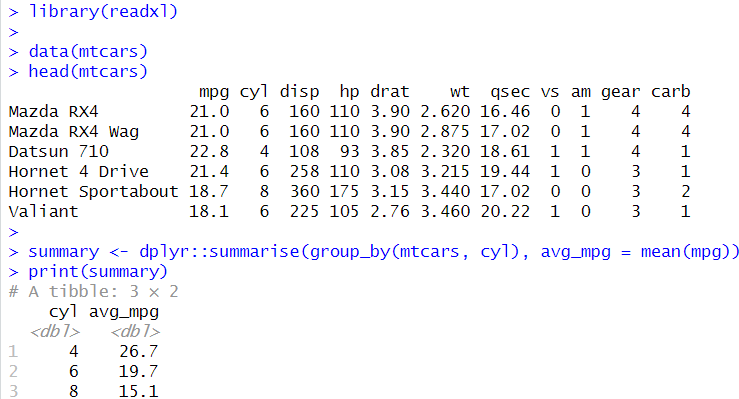 > library(readxl)
>
> data(mtcars)
> head(mtcars)
                   mpg cyl disp  hp drat    wt  qsec vs am gear carb
Mazda RX4         21.0   6  160 110 3.90 2.620 16.46  0  1    4    4
Mazda RX4 Wag     21.0   6  160 110 3.90 2.875 17.02  0  1    4    4
Datsun 710        22.8   4  108  93 3.85 2.320 18.61  1  1    4    1
Hornet 4 Drive    21.4   6  258 110 3.08 3.215 19.44  1  0    3    1
Hornet Sportabout 18.7   8  360 175 3.15 3.440 17.02  0  0    3    2
Valiant           18.1   6  225 105 2.76 3.460 20.22  1  0    3    1
>
> summary <- dplyr::summarise(group_by(mtcars, cyl), avg_mpg = mean(mpg))
> print(summary)
# A tibble: 3 × 2
    cyl avg_mpg
  <dbl>   <dbl>
1     4    26.7
2     6    19.7
3     8    15.1